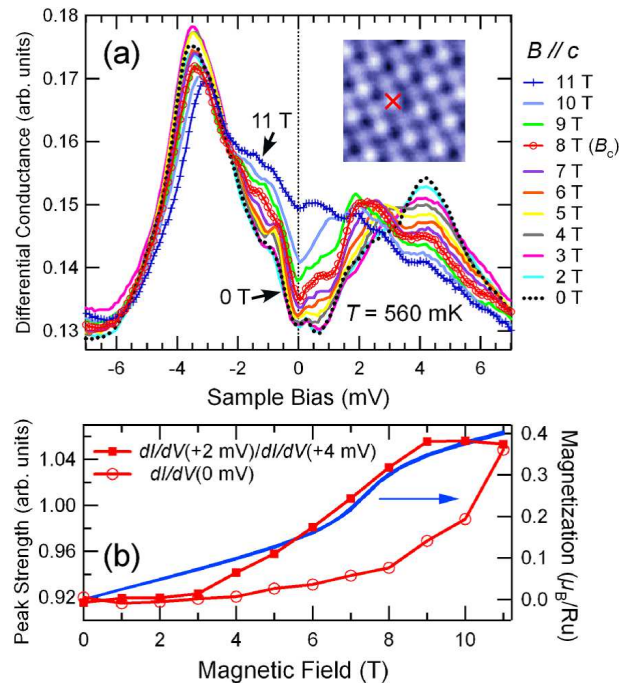 (a)
0.18
0.17
0.16
0.15
0.14
0.13
Differential Conductance (arb. units)
11 T
0 T
T = 560 mK
-6
-4
-2
0
2
4
6
Sample Bias (mV)
B // c
11 T
10 T
9 T
8 T (Bc)
7 T
6 T
5 T
4 T
3 T
2 T
0 T
Peak Strength (arb. units)
1.04
1.00
0.96
0.92
dI/dV(+2 mV)/dI/dV(+4 mV)
dI/dV(0 mV)
(b)
0.4
0.3
0.2
0.1
0.0
Magnetization (μB/Ru)
0
2
4
6
8
10
Magnetic Field (T)